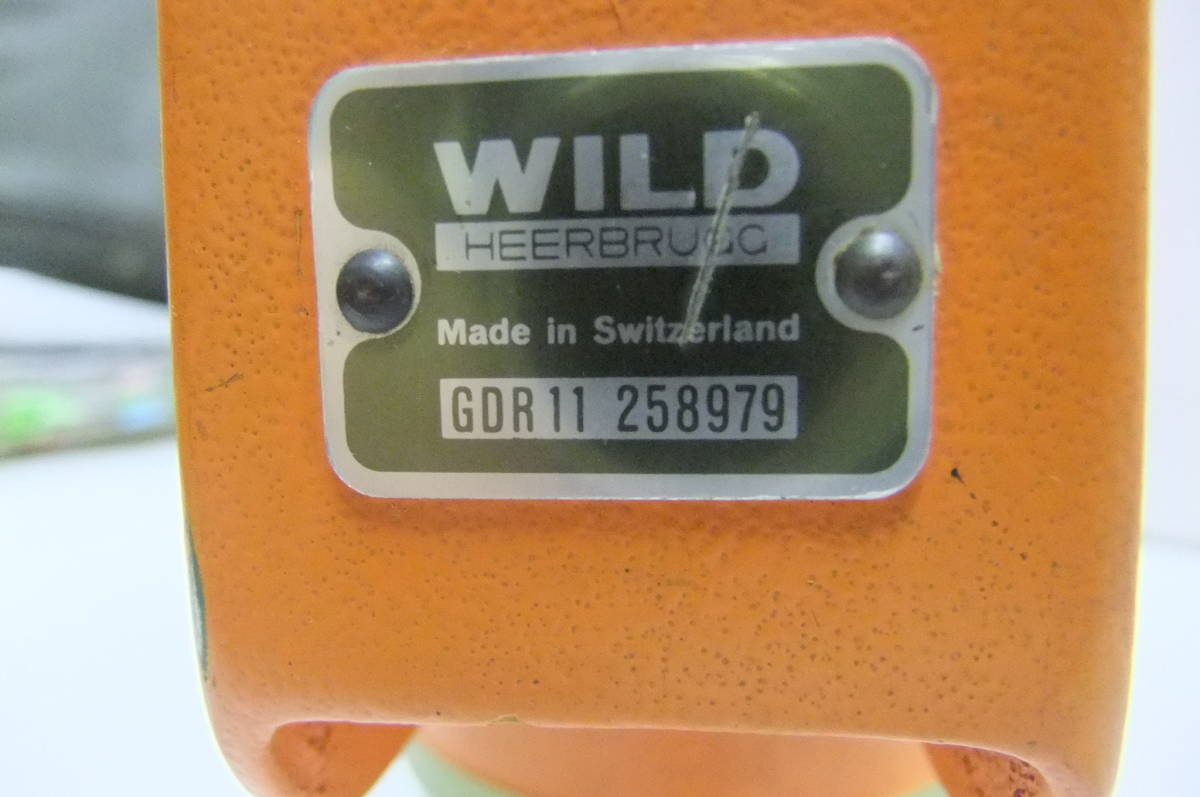 WILD
HEERBRUGG
Made in Switzerland
GDR11 258979